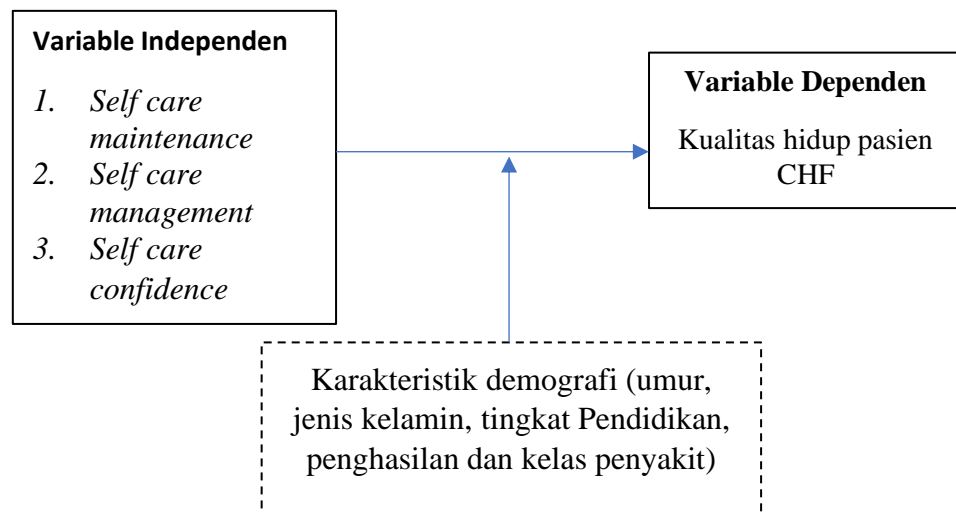 Variable Independen
1. Self care
maintenance
2. Self care
management
3. Self care
confidence
Variable Dependen
Kualitas hidup pasien
CHF
Karakteristik demografi (umur,
jenis kelamin, tingkat Pendidikan,
penghasilan dan kelas penyakit)